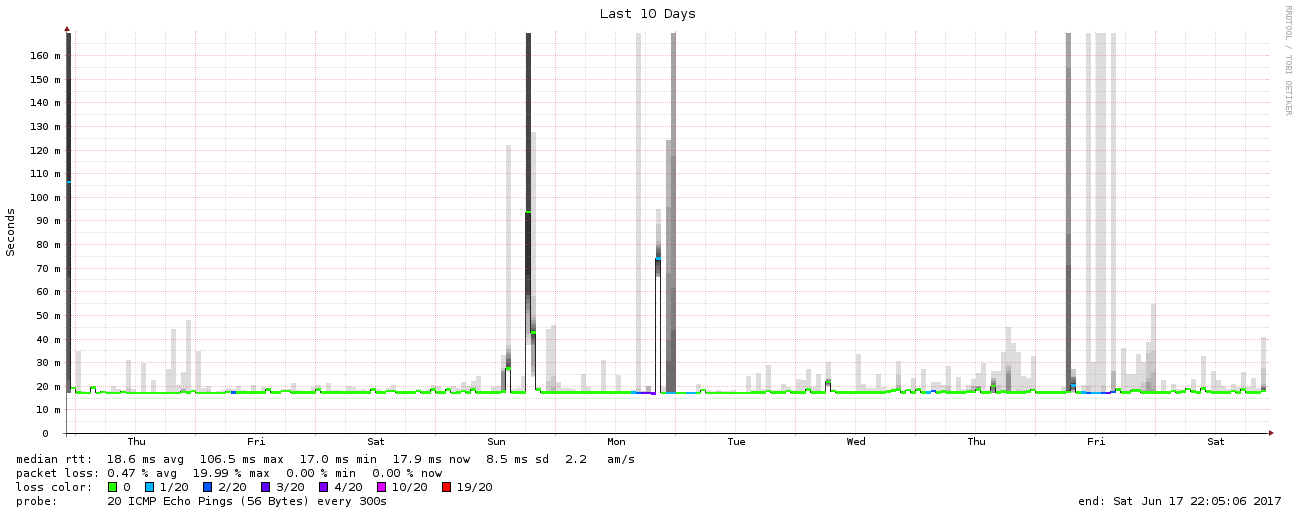 Last 10 Days
RRDTOOL / TOBI OETIKER
Seconds
160 m
150 m
140 m
130 m
120 m
110 m
100 m
90 m
80 m
70 m
60 m
50 m
40 m
30 m
20 m
10 m
0
Thu Fri Sat Sun Mon Tue Wed Thu Fri Sat
median rtt: 18.6 ms avg 106.5 ms max 17.0 ms min 17.9 ms now 8.5 ms sd 2.2 am/s
packet loss: 0.47 % avg 19.99 % max 0.00 % min 0.00 % now
loss color: 0 1/20 2/20 3/20 4/20 10/20 19/20
probe: 20 ICMP Echo Pings (56 Bytes) every 300s end: Sat Jun 17 22:05:06 2017